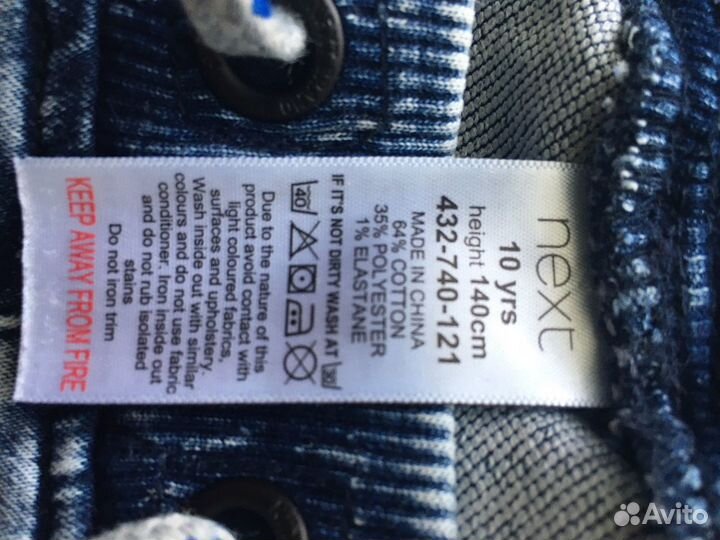 next
10 yrs
height 140cm
432-740-121
MADE IN CHINA
64% COTTON
35% POLYESTER
1% ELASTANE
IF IT'S NOT DIRTY WASH AT 30
40
Due to the nature of this
product avoid contact with
light coloured fabrics,
surfaces and upholstery.
Wash inside out with similar
colours and do not use fabric
conditioner. Iron inside out
and do not rub isolated
stains
Do not iron trim
KEEP AWAY FROM FIRE
Avito